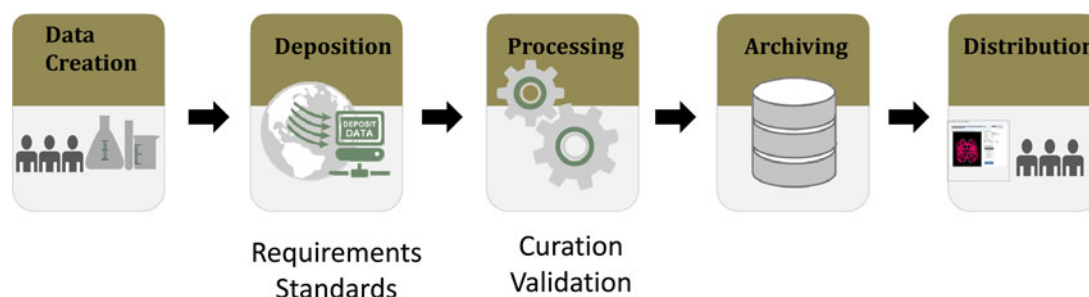 Data
Creation
Deposition
Processing
Archiving
Distribution
DEPOSIT
DATA
Requirements
Standards
Curation
Validation